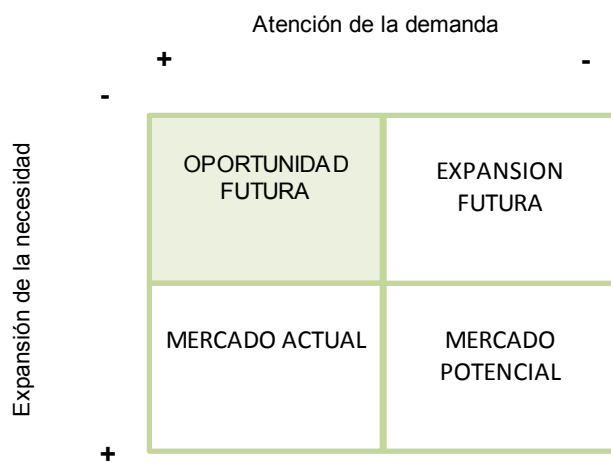 Atención de la demanda
+ -
-
Expansión de la necesidad
OPORTUNIDAD
FUTURA
EXPANSION
FUTURA
MERCADO ACTUAL
MERCADO
POTENCIAL
+